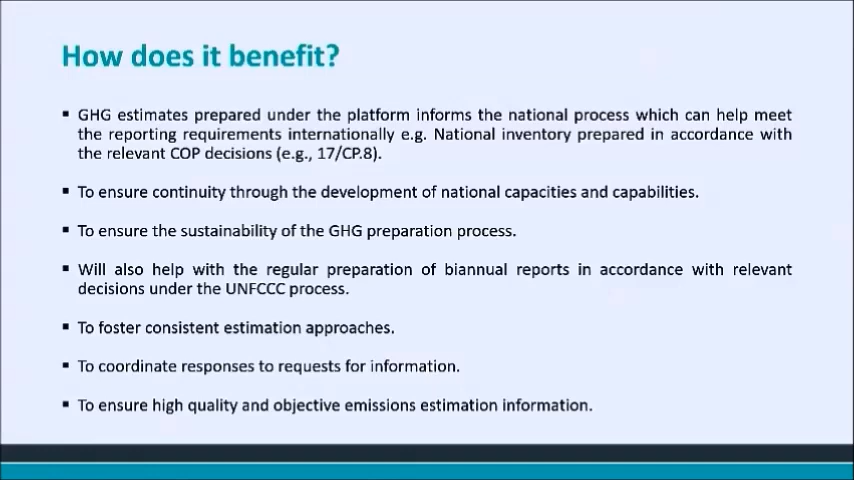 How does it benefit?
▪ GHG estimates prepared under the platform informs the national process which can help meet
the reporting requirements internationally e.g. National inventory prepared in accordance with
the relevant COP decisions (e.g., 17/CP.8).
▪ To ensure continuity through the development of national capacities and capabilities.
▪ To ensure the sustainability of the GHG preparation process.
▪ Will also help with the regular preparation of biannual reports in accordance with relevant
decisions under the UNFCCC process.
▪ To foster consistent estimation approaches.
▪ To coordinate responses to requests for information.
▪ To ensure high quality and objective emissions estimation information.